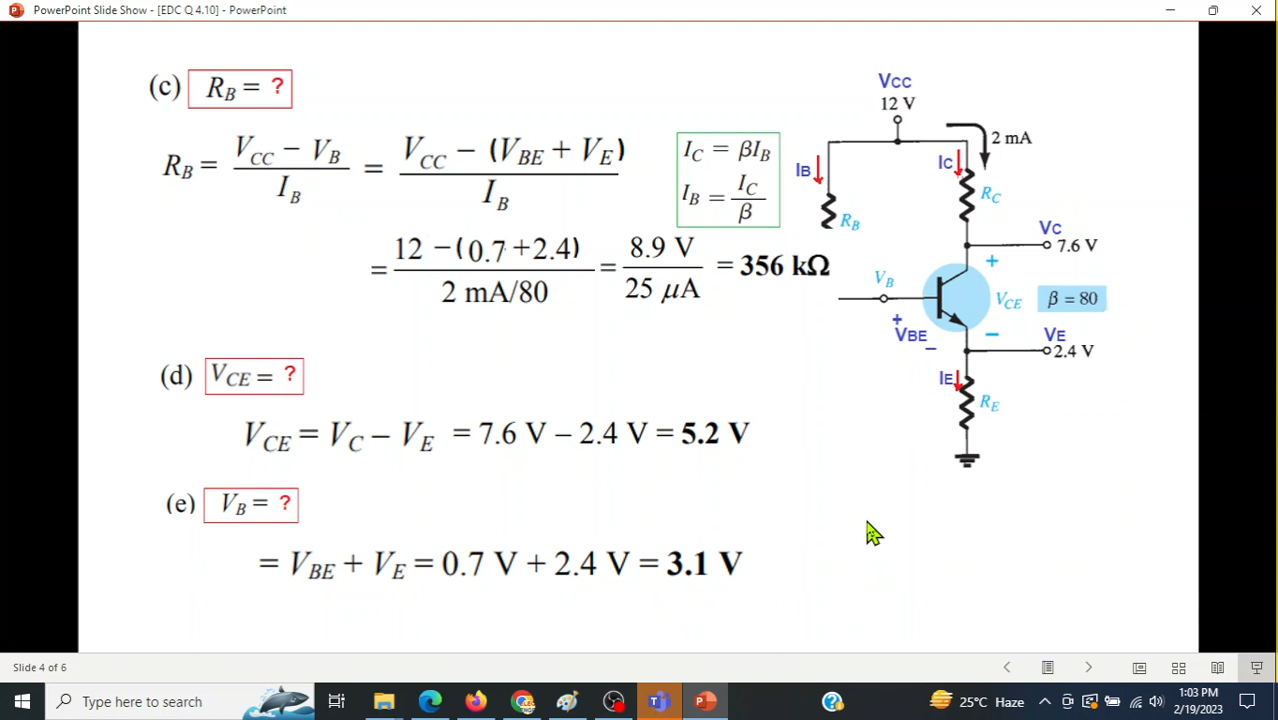 PowerPoint Slide Show - [EDC Q 4.10] - PowerPoint
(c) R_B = ?
R_B = (V_CC − V_B) / I_B = (V_CC − (V_BE + V_E)) / I_B
= (12 − (0.7 + 2.4)) / (2 mA/80) = 8.9 V / 25 μA = 356 kΩ
I_C = βI_B
I_B = I_C / β
(d) V_CE = ?
V_CE = V_C − V_E = 7.6 V − 2.4 V = 5.2 V
(e) V_B = ?
= V_BE + V_E = 0.7 V + 2.4 V = 3.1 V
VCC
12 V
2 mA
IB
IC
R_C
R_B
VC
7.6 V
+
V_B
V_CE
β = 80
+
VBE
−
−
VE
2.4 V
IE
R_E
Slide 4 of 6
Type here to search
25°C Haze
1:03 PM
2/19/2023